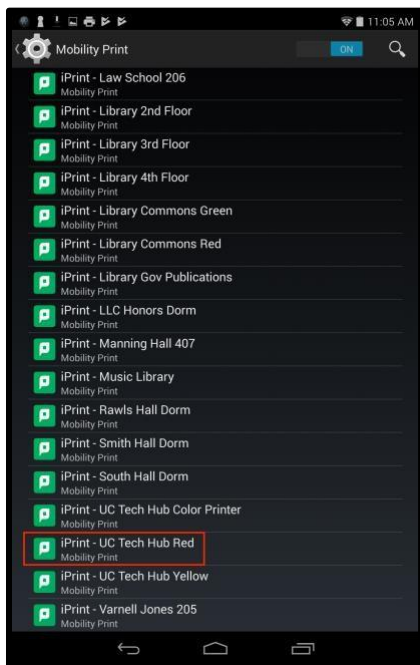 11:05 AM
Mobility Print
ON
iPrint - Law School 206
Mobility Print
iPrint - Library 2nd Floor
Mobility Print
iPrint - Library 3rd Floor
Mobility Print
iPrint - Library 4th Floor
Mobility Print
iPrint - Library Commons Green
Mobility Print
iPrint - Library Commons Red
Mobility Print
iPrint - Library Gov Publications
Mobility Print
iPrint - LLC Honors Dorm
Mobility Print
iPrint - Manning Hall 407
Mobility Print
iPrint - Music Library
Mobility Print
iPrint - Rawls Hall Dorm
Mobility Print
iPrint - Smith Hall Dorm
Mobility Print
iPrint - South Hall Dorm
Mobility Print
iPrint - UC Tech Hub Color Printer
Mobility Print
iPrint - UC Tech Hub Red
Mobility Print
iPrint - UC Tech Hub Yellow
Mobility Print
iPrint - Varnell Jones 205
Mobility Print